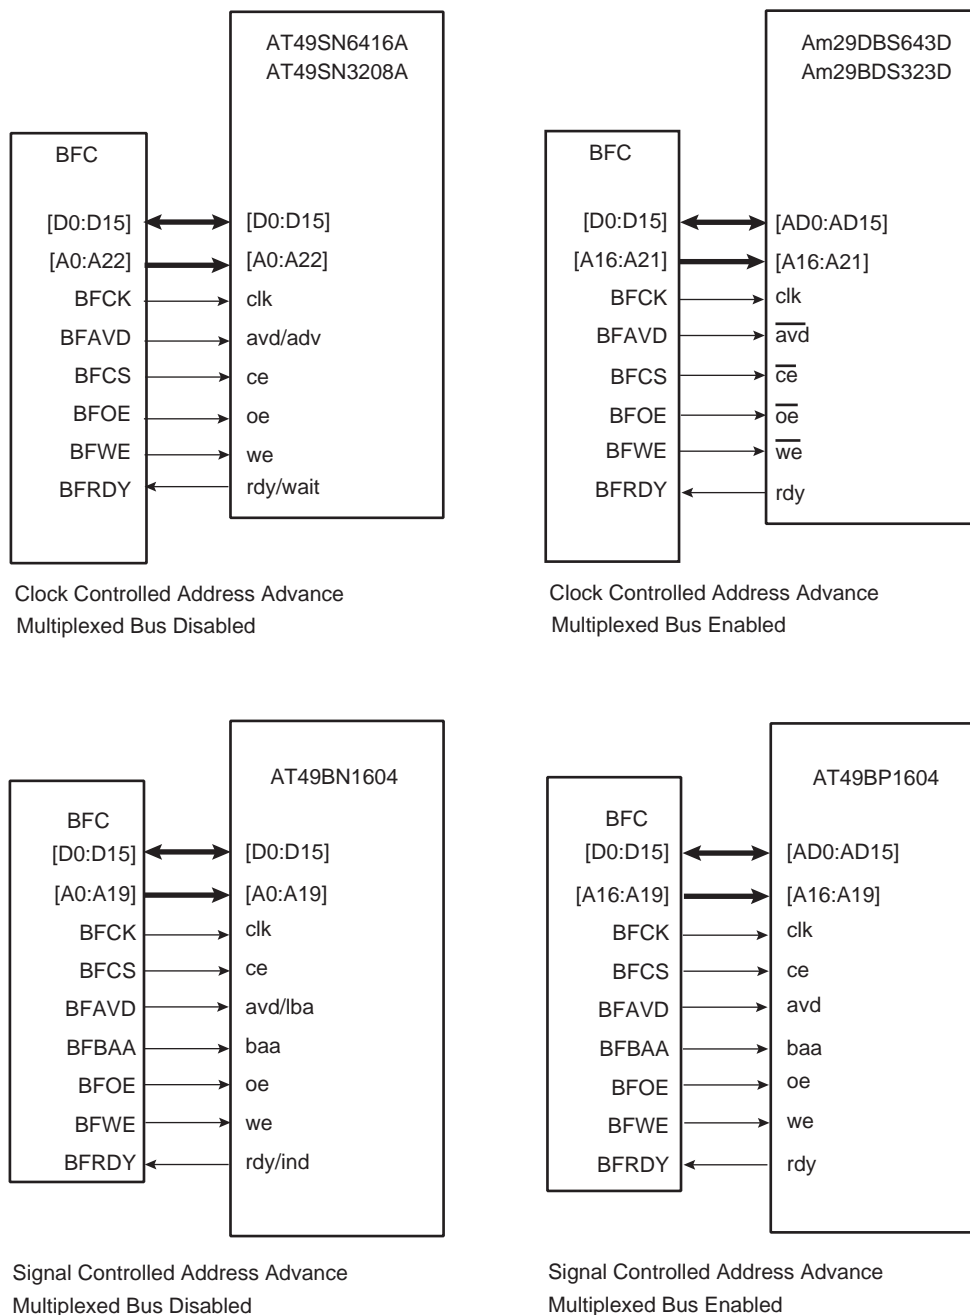 AT49SN6416A
AT49SN3208A
BFC
[D0:D15] [D0:D15]
[A0:A22] [A0:A22]
BFCK clk
BFAVD avd/adv
BFCS ce
BFOE oe
BFWE we
BFRDY rdy/wait
Clock Controlled Address Advance
Multiplexed Bus Disabled
Am29DBS643D
Am29BDS323D
BFC
[D0:D15] [AD0:AD15]
[A16:A21] [A16:A21]
BFCK clk
BFAVD avd
BFCS ce
BFOE oe
BFWE we
BFRDY rdy
Clock Controlled Address Advance
Multiplexed Bus Enabled
AT49BN1604
BFC
[D0:D15] [D0:D15]
[A0:A19] [A0:A19]
BFCK clk
BFCS ce
BFAVD avd/lba
BFBAA baa
BFOE oe
BFWE we
BFRDY rdy/ind
Signal Controlled Address Advance
Multiplexed Bus Disabled
AT49BP1604
BFC
[D0:D15] [AD0:AD15]
[A16:A19] [A16:A19]
BFCK clk
BFCS ce
BFAVD avd
BFBAA baa
BFOE oe
BFWE we
BFRDY rdy
Signal Controlled Address Advance
Multiplexed Bus Enabled